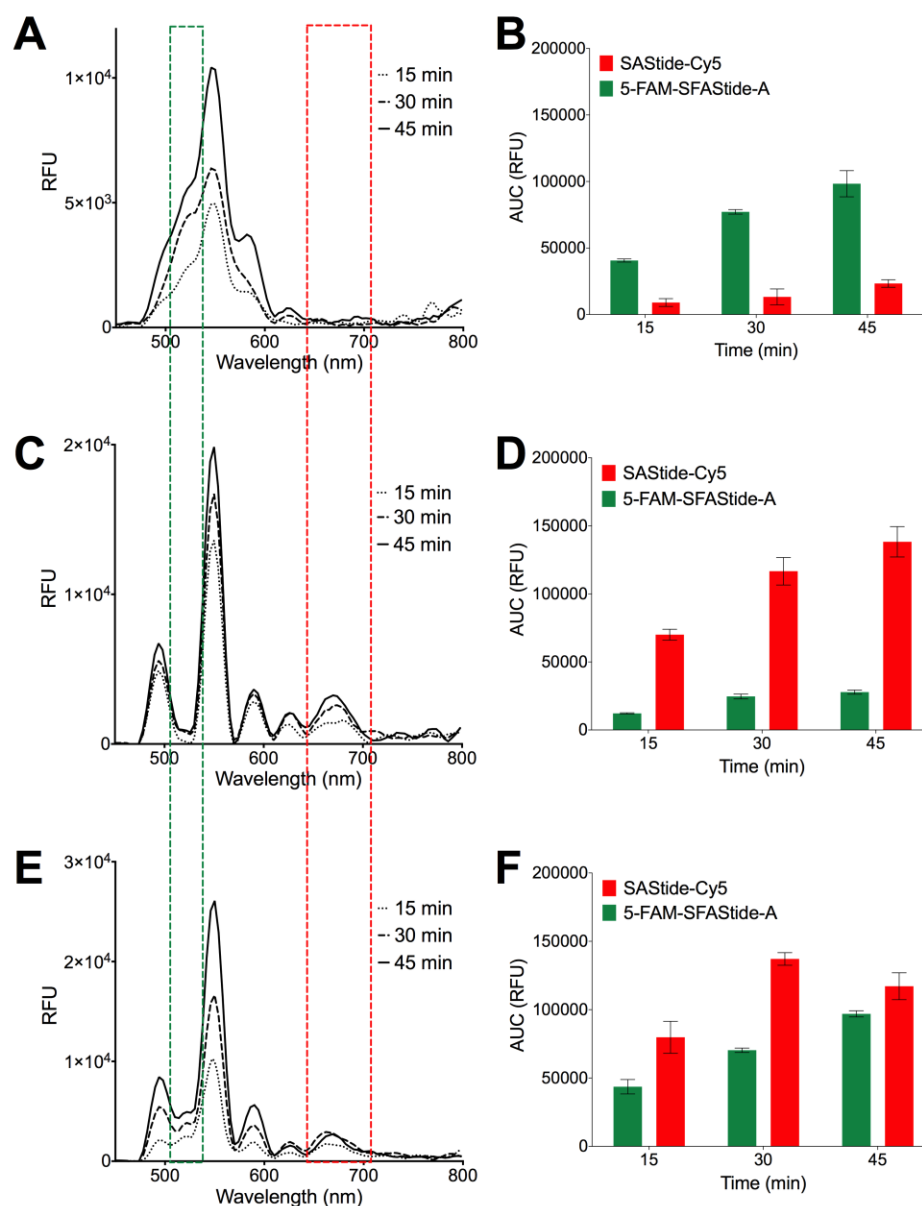 A
1×10⁴
5×10³
0
RFU
15 min
30 min
45 min
500 600 700 800
Wavelength (nm)
B
200000
150000
100000
50000
0
AUC (RFU)
SAStide-Cy5
5-FAM-SFAStide-A
15 30 45
Time (min)
C
2×10⁴
1×10⁴
0
RFU
15 min
30 min
45 min
500 600 700 800
Wavelength (nm)
D
200000
150000
100000
50000
0
AUC (RFU)
SAStide-Cy5
5-FAM-SFAStide-A
15 30 45
Time (min)
E
3×10⁴
2×10⁴
1×10⁴
0
RFU
15 min
30 min
45 min
500 600 700 800
Wavelength (nm)
F
200000
150000
100000
50000
0
AUC (RFU)
SAStide-Cy5
5-FAM-SFAStide-A
15 30 45
Time (min)